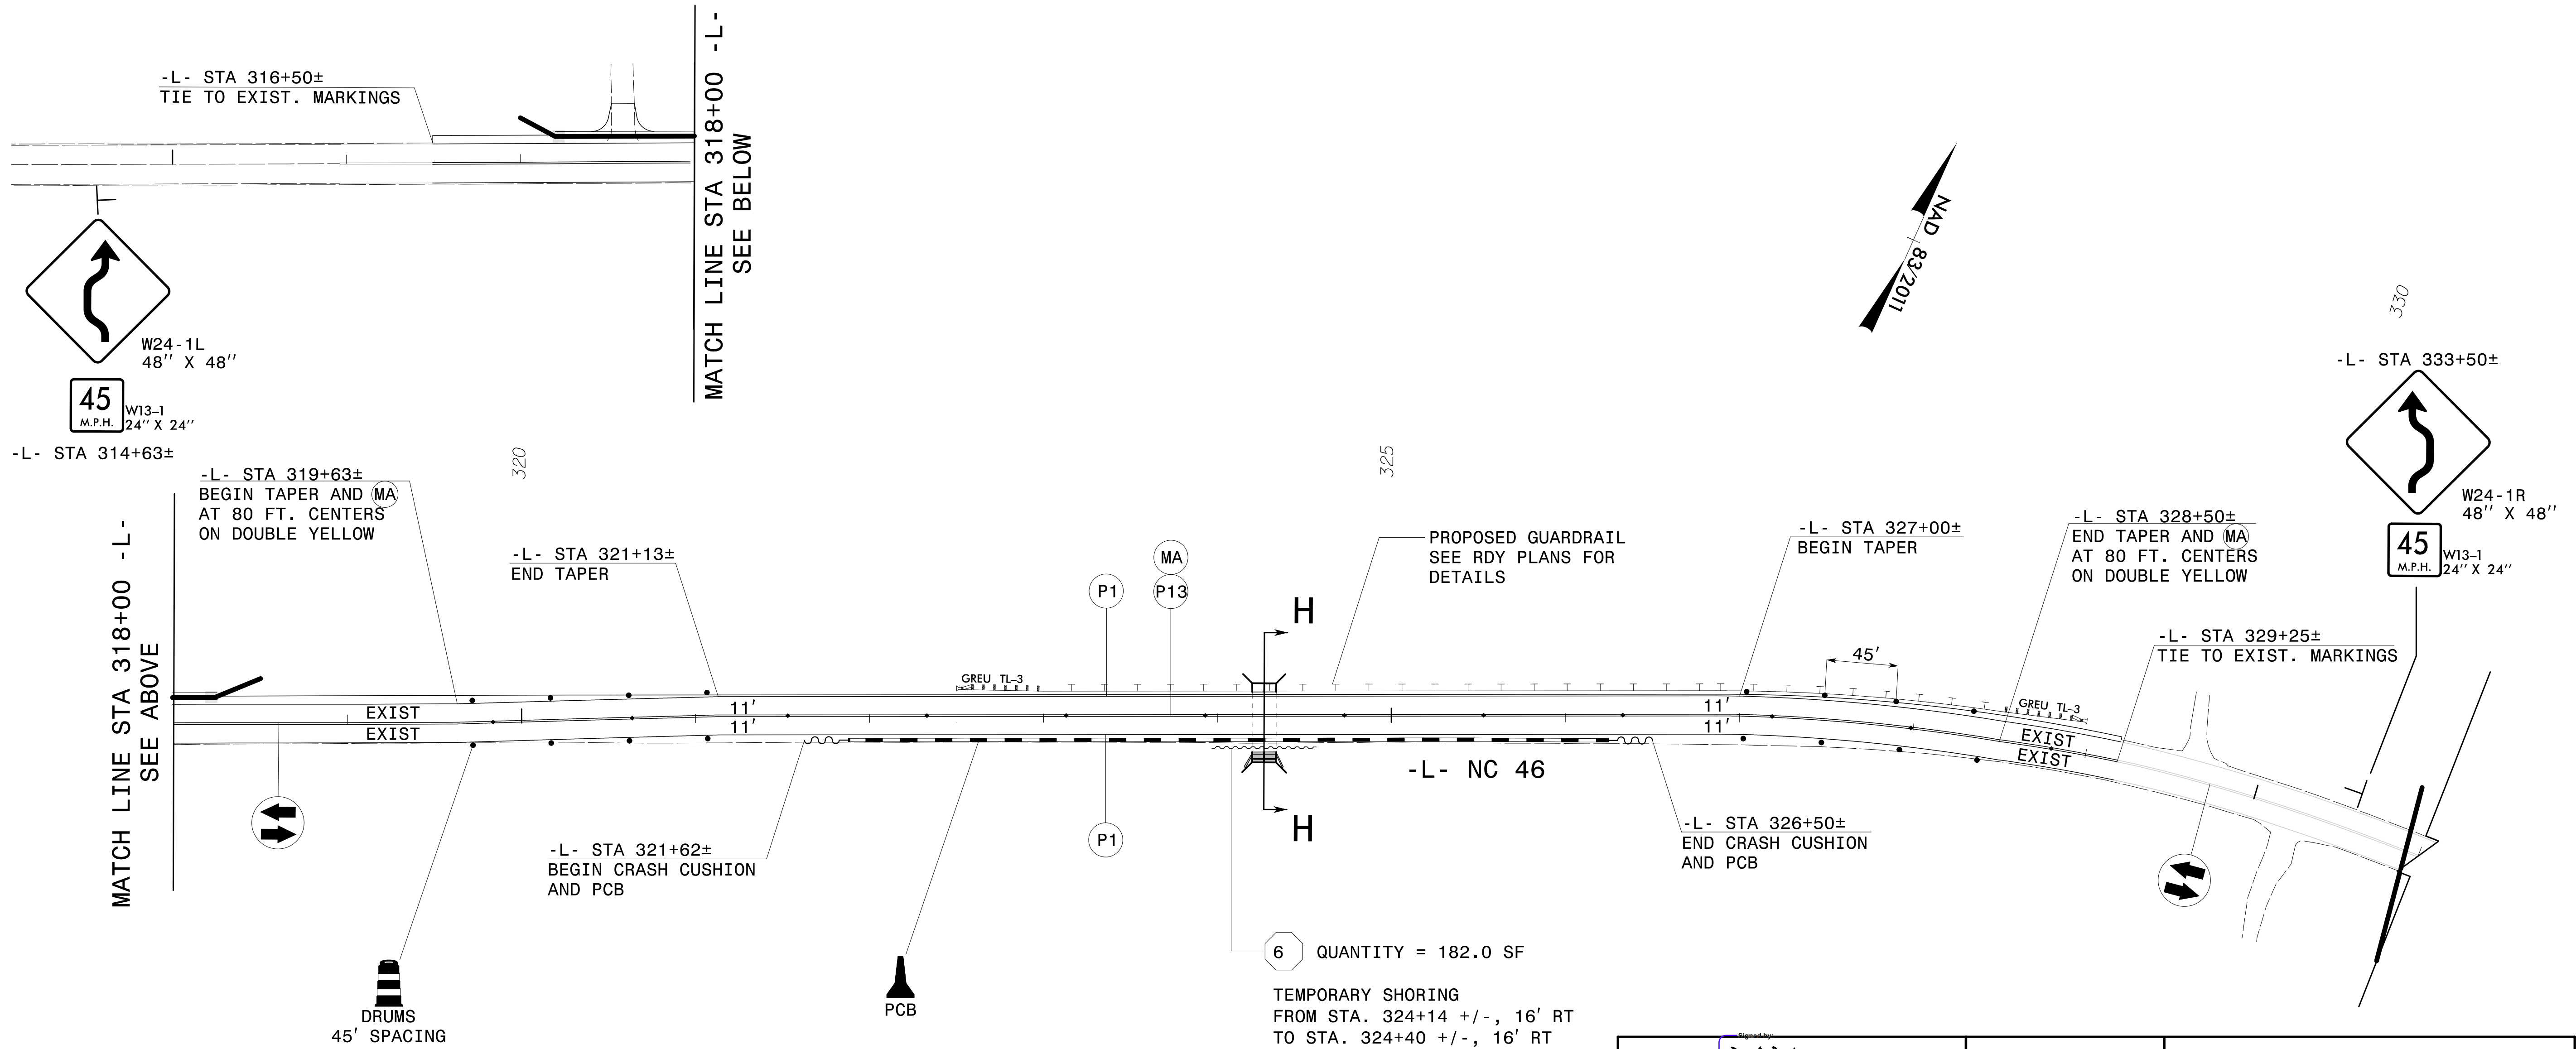 -L- STA 316+50±
TIE TO EXIST. MARKINGS
MATCH LINE STA 318+00 -L-
SEE BELOW
W24-1L
48" X 48"
45
M.P.H.
W13-1
24" X 24"
-L- STA 314+63±
NAD 83/2011
330
-L- STA 333+50±
W24-1R
48" X 48"
45
M.P.H.
W13-1
24" X 24"
MATCH LINE STA 318+00 -L-
SEE ABOVE
-L- STA 319+63±
BEGIN TAPER AND MA
AT 80 FT. CENTERS
ON DOUBLE YELLOW
320
-L- STA 321+13±
END TAPER
325
P1
MA
P13
H
PROPOSED GUARDRAIL
SEE RDY PLANS FOR
DETAILS
-L- STA 327+00±
BEGIN TAPER
-L- STA 328+50±
END TAPER AND MA
AT 80 FT. CENTERS
ON DOUBLE YELLOW
-L- STA 329+25±
TIE TO EXIST. MARKINGS
45'
GREU TL-3
GREU TL-3
EXIST
EXIST
11'
11'
11'
11'
EXIST
EXIST
-L- NC 46
H
P1
-L- STA 321+62±
BEGIN CRASH CUSHION
AND PCB
-L- STA 326+50±
END CRASH CUSHION
AND PCB
DRUMS
45' SPACING
PCB
6 QUANTITY = 182.0 SF
TEMPORARY SHORING
FROM STA. 324+14 +/-, 16' RT
TO STA. 324+40 +/-, 16' RT
Signed by: